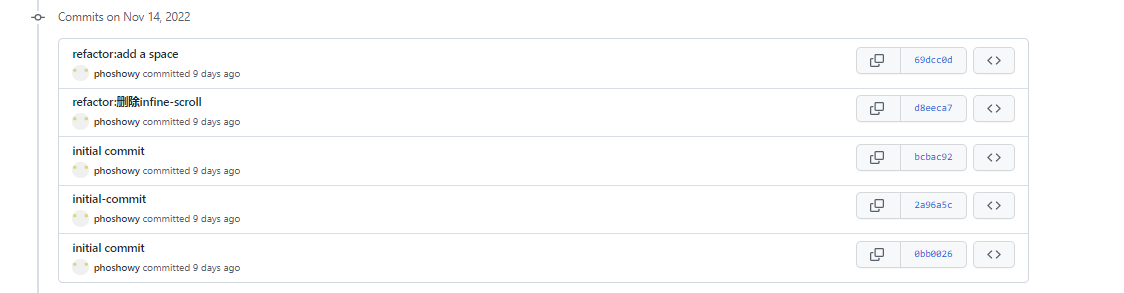 Commits on Nov 14, 2022
refactor:add a space
phoshowy committed 9 days ago
69dcc0d
refactor:删除infine-scroll
phoshowy committed 9 days ago
d8eeca7
initial commit
phoshowy committed 9 days ago
bcbac92
initial-commit
phoshowy committed 9 days ago
2a96a5c
initial commit
phoshowy committed 9 days ago
0bb0026